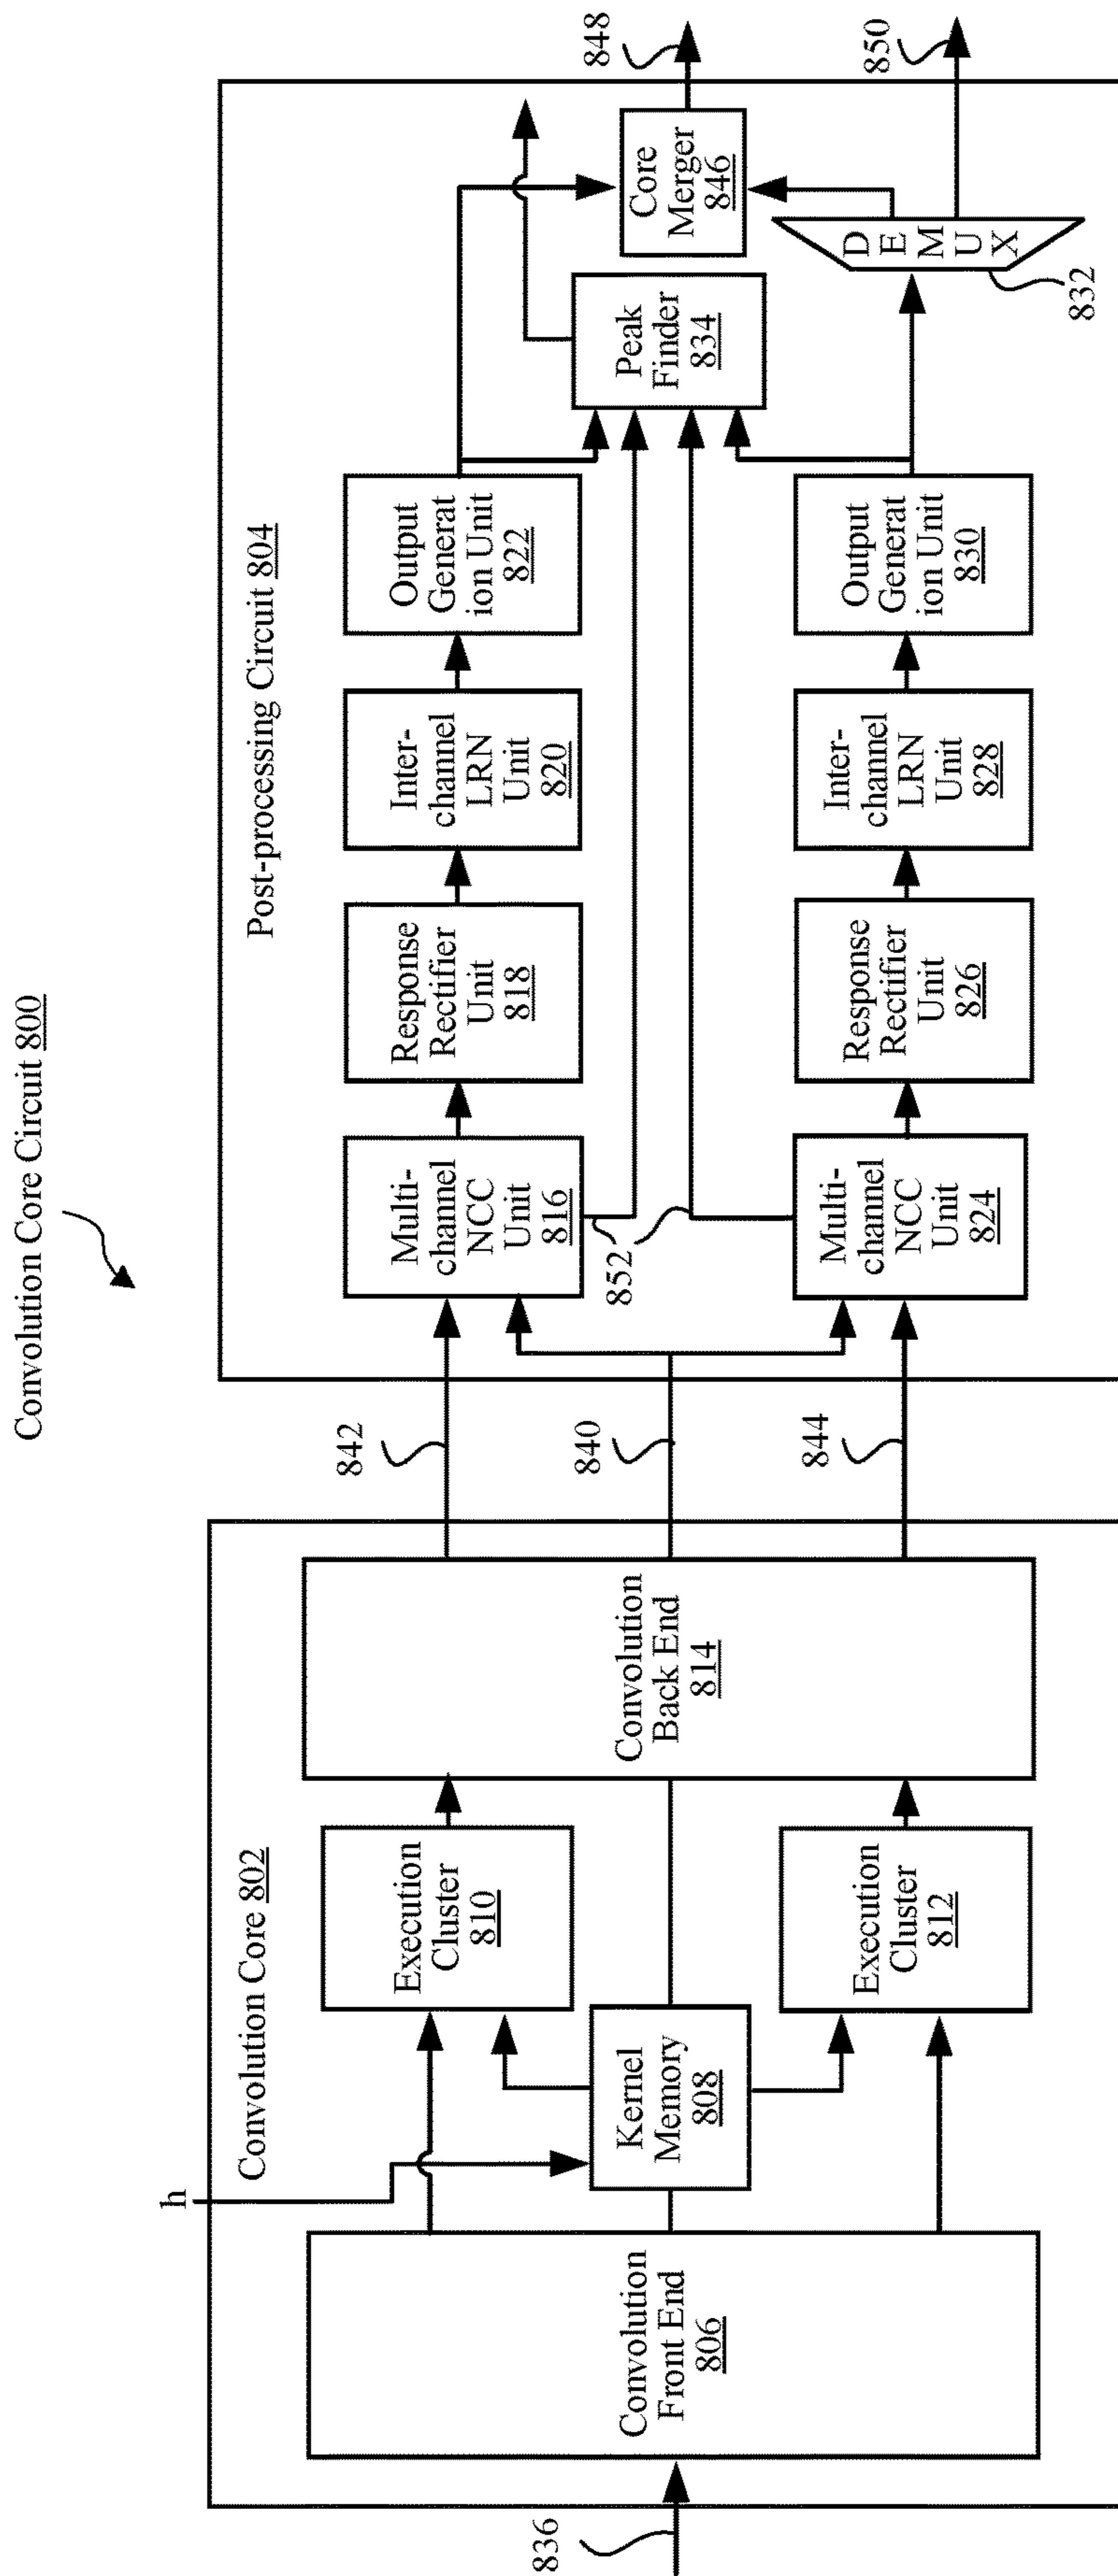 Convolution Core Circuit 800
Convolution Core 802
h
836
Convolution
Front End
806
Kernel
Memory
808
Execution
Cluster
810
Execution
Cluster
812
Convolution
Back End
814
842
840
844
Post-processing Circuit 804
Multi-
channel
NCC
Unit
816
Response
Rectifier
Unit
818
Inter-
channel
LRN
Unit
820
Output
Generat
ion Unit
822
852
Multi-
channel
NCC
Unit
824
Response
Rectifier
Unit
826
Inter-
channel
LRN
Unit
828
Output
Generat
ion Unit
830
Peak
Finder
834
Core
Merger
846
D
E
M
U
X
832
848
850